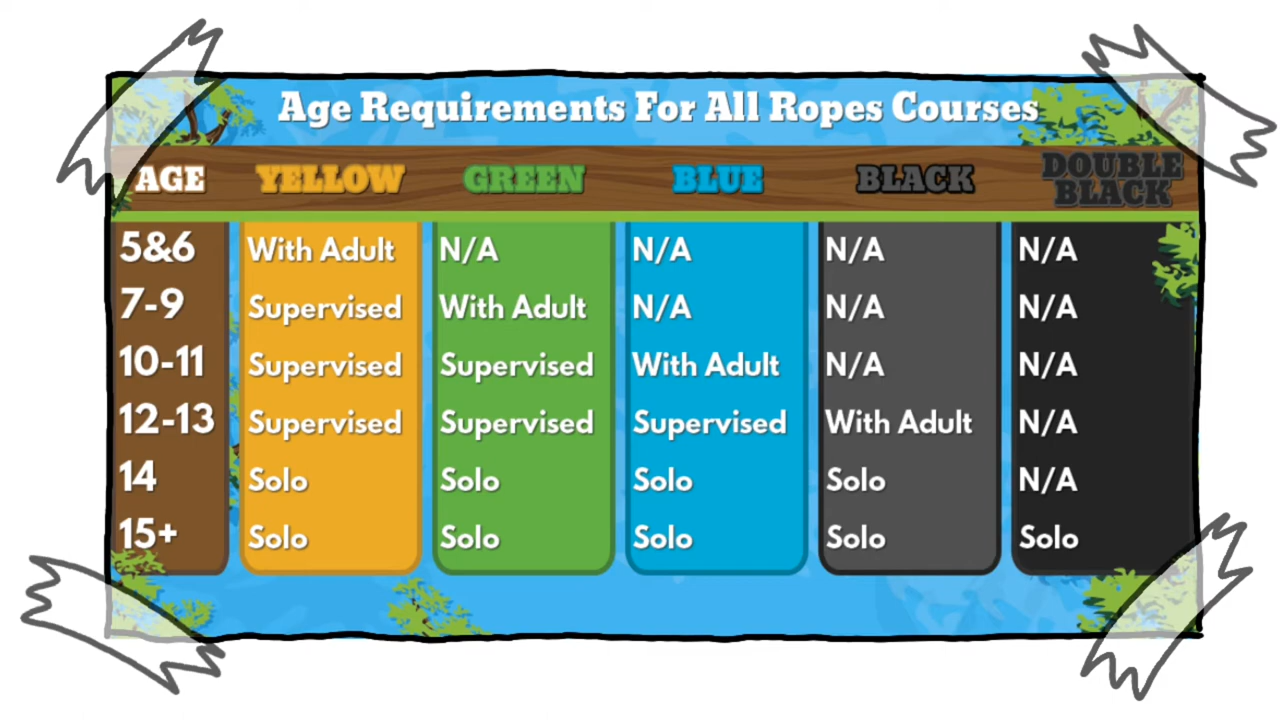 Age Requirements For All Ropes Courses
AGE YELLOW GREEN BLUE BLACK DOUBLE BLACK
5&6 With Adult N/A N/A N/A N/A
7-9 Supervised With Adult N/A N/A N/A
10-11 Supervised Supervised With Adult N/A N/A
12-13 Supervised Supervised Supervised With Adult N/A
14 Solo Solo Solo Solo N/A
15+ Solo Solo Solo Solo Solo